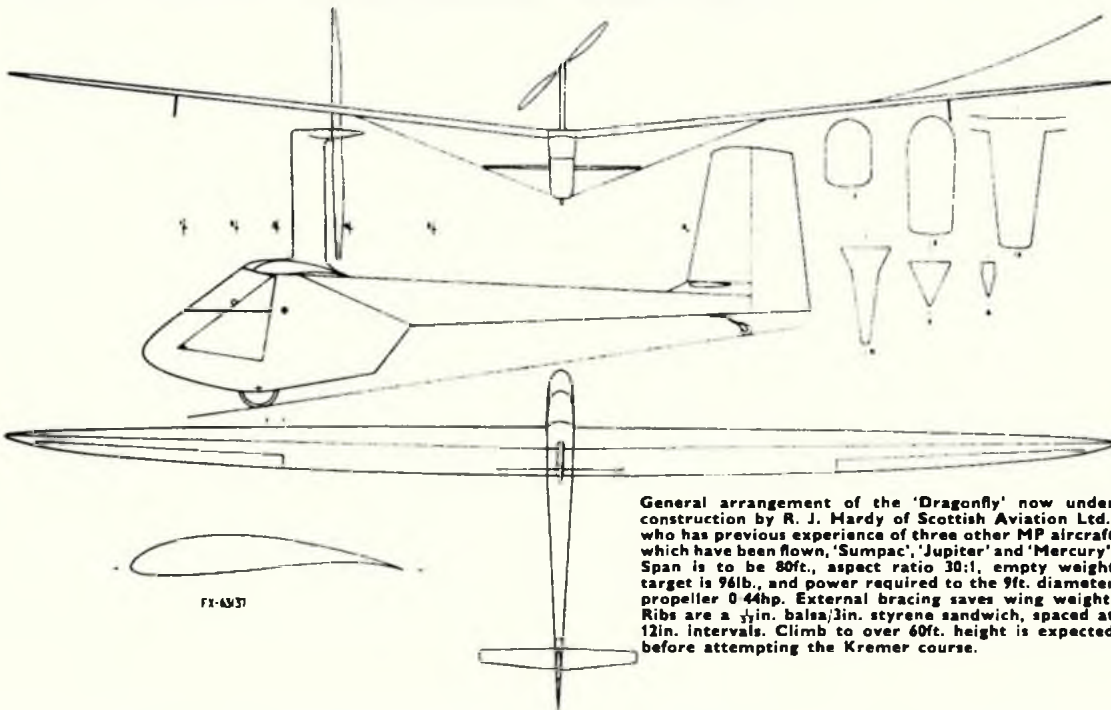 FX-63137
General arrangement of the 'Dragonfly' now under
construction by R. J. Hardy of Scottish Aviation Ltd.
who has previous experience of three other MP aircraft
which have been flown, 'Sumpac', 'Jupiter' and 'Mercury'
Span is to be 80ft., aspect ratio 30:1, empty weight
target is 96lb., and power required to the 9ft. diameter
propeller 0·44hp. External bracing saves wing weight
Ribs are a in. balsa/3in. styrene sandwich, spaced at
12in. intervals. Climb to over 60ft. height is expected
before attempting the Kremer course.